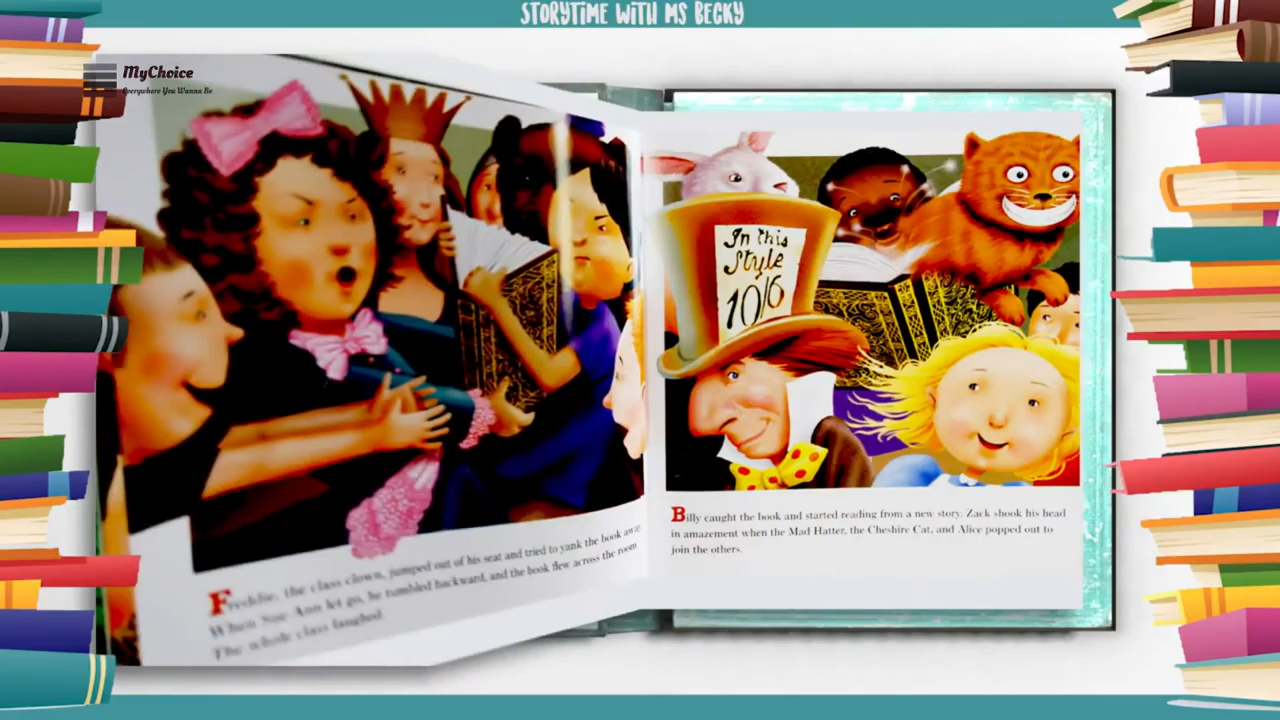 STORYTIME WITH MS BECKY
MyChoice
Everywhere You Wanna Be
In this
Style
10/6
Freddie, the class clown, jumped out of his seat and tried to yank the book away
When Sue Ann let go, he tumbled backward, and the book flew across the room
The whole class laughed
Billy caught the book and started reading from a new story. Zack shook his head
in amazement when the Mad Hatter, the Cheshire Cat, and Alice popped out to
join the others.